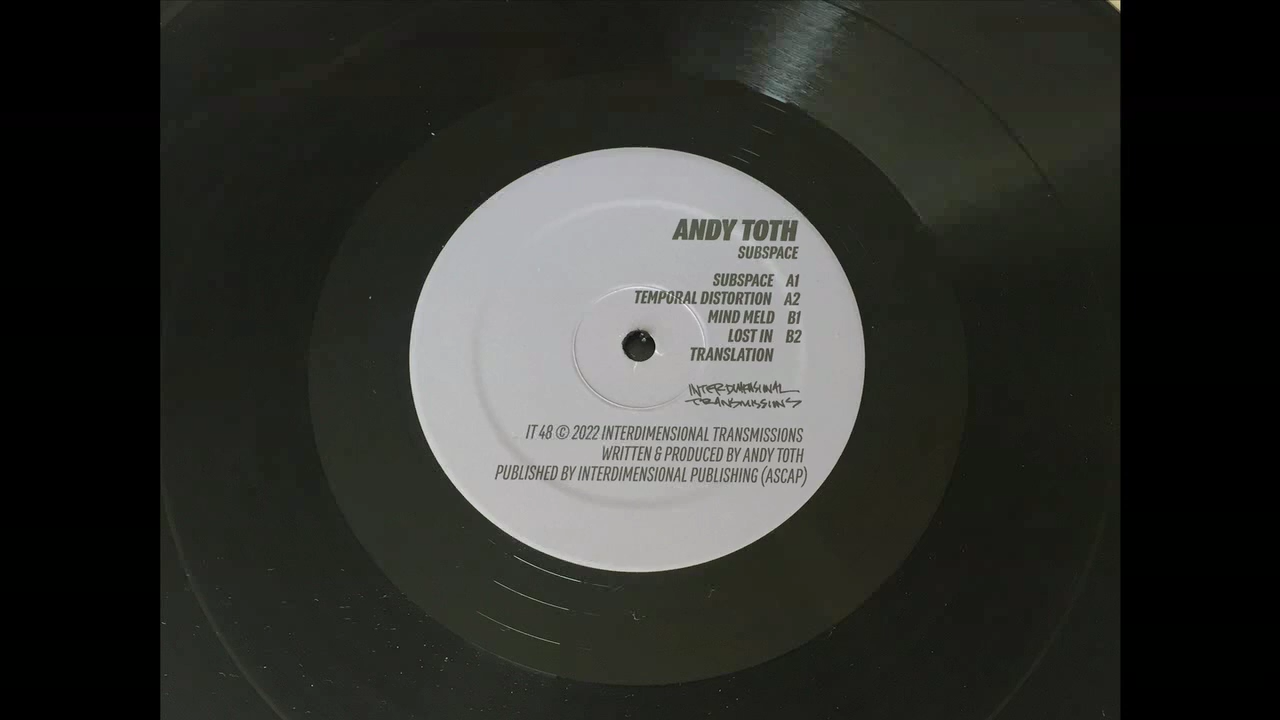 ANDY TOTH
SUBSPACE
SUBSPACE A1
TEMPORAL DISTORTION A2
MIND MELD B1
LOST IN B2
TRANSLATION
INTERDIMENSIONAL
TRANSMISSIONS
IT 48 © 2022 INTERDIMENSIONAL TRANSMISSIONS
WRITTEN & PRODUCED BY ANDY TOTH
PUBLISHED BY INTERDIMENSIONAL PUBLISHING (ASCAP)